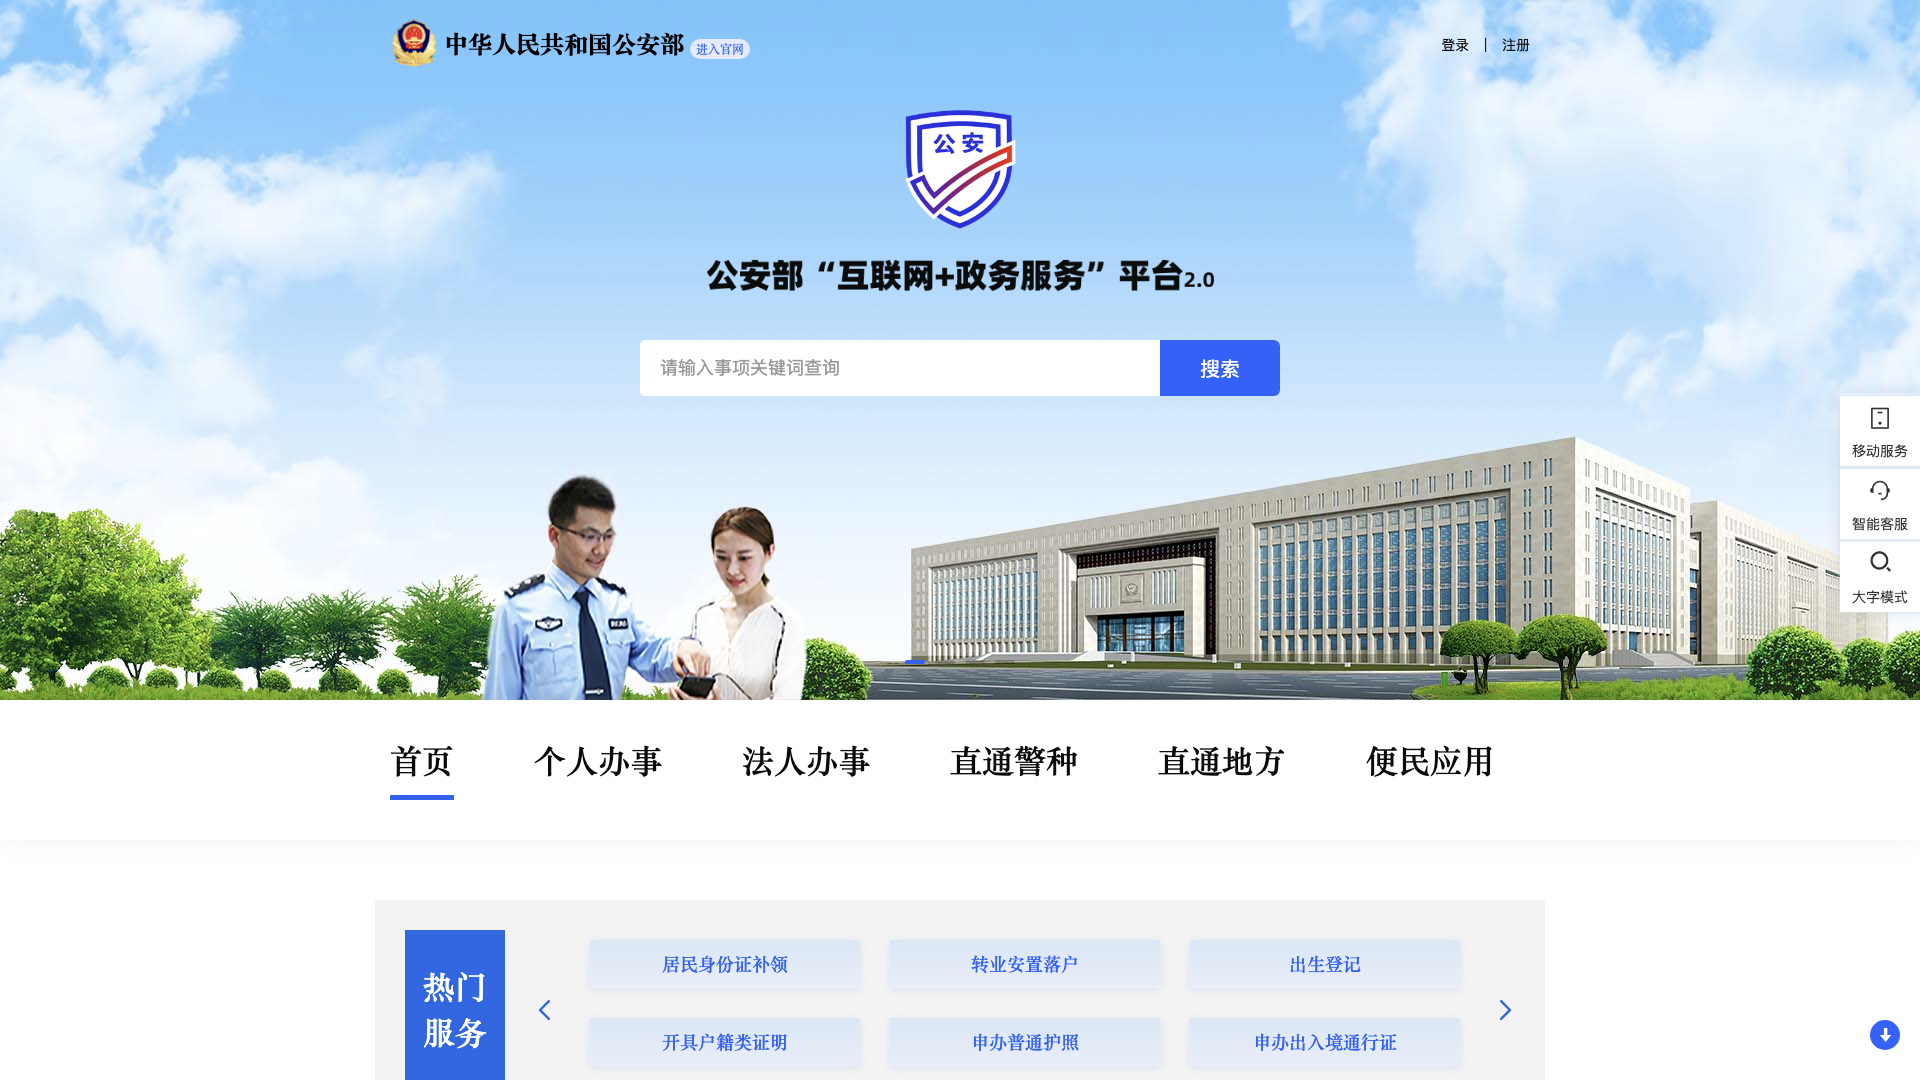 中华人民共和国公安部 进入官网
登录 | 注册
公安
公安部“互联网+政务服务”平台2.0
请输入事项关键词查询 搜索
移动服务
智能客服
大字模式
首页 个人办事 法人办事 直通警种 直通地方 便民应用
热门
服务
居民身份证补领 转业安置落户 出生登记
开具户籍类证明 申办普通护照 申办出入境通行证